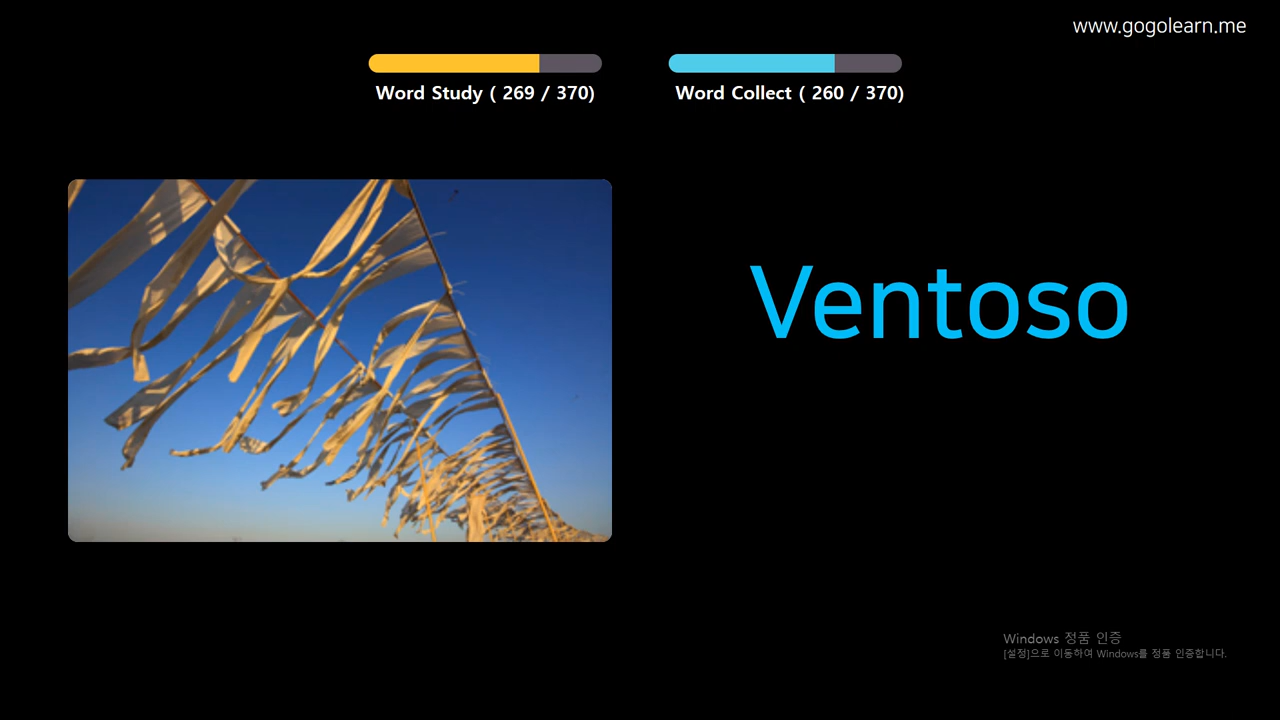 www.gogolearn.me
Word Study ( 269 / 370)
Word Collect ( 260 / 370)
Ventoso
Windows 정품 인증
[설정]으로 이동하여 Windows를 정품 인증합니다.